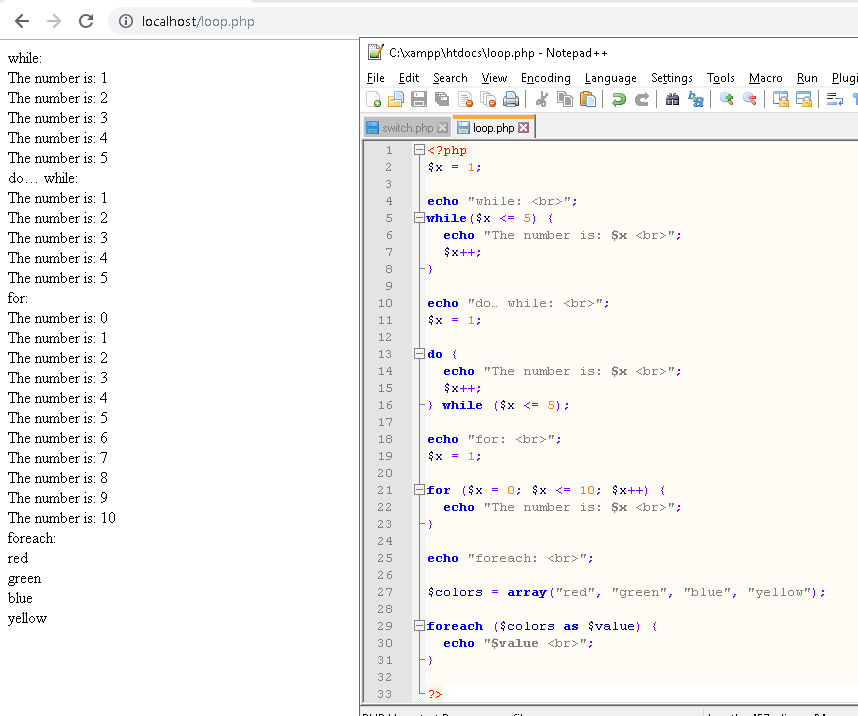 localhost/loop.php
while:
The number is: 1
The number is: 2
The number is: 3
The number is: 4
The number is: 5
do… while:
The number is: 1
The number is: 2
The number is: 3
The number is: 4
The number is: 5
for:
The number is: 0
The number is: 1
The number is: 2
The number is: 3
The number is: 4
The number is: 5
The number is: 6
The number is: 7
The number is: 8
The number is: 9
The number is: 10
foreach:
red
green
blue
yellow
C:\xampp\htdocs\loop.php - Notepad++
File Edit Search View Encoding Language Settings Tools Macro Run
switch.php loop.php
1 <?php
2 $x = 1;
3
4 echo "while: <br>";
5 while($x <= 5) {
6 echo "The number is: $x <br>";
7 $x++;
8 }
9
10 echo "do… while: <br>";
11 $x = 1;
12
13 do {
14 echo "The number is: $x <br>";
15 $x++;
16 } while ($x <= 5);
17
18 echo "for: <br>";
19 $x = 1;
20
21 for ($x = 0; $x <= 10; $x++) {
22 echo "The number is: $x <br>";
23 }
24
25 echo "foreach: <br>";
26
27 $colors = array("red", "green", "blue", "yellow");
28
29 foreach ($colors as $value) {
30 echo "$value <br>";
31 }
32
33 ?>